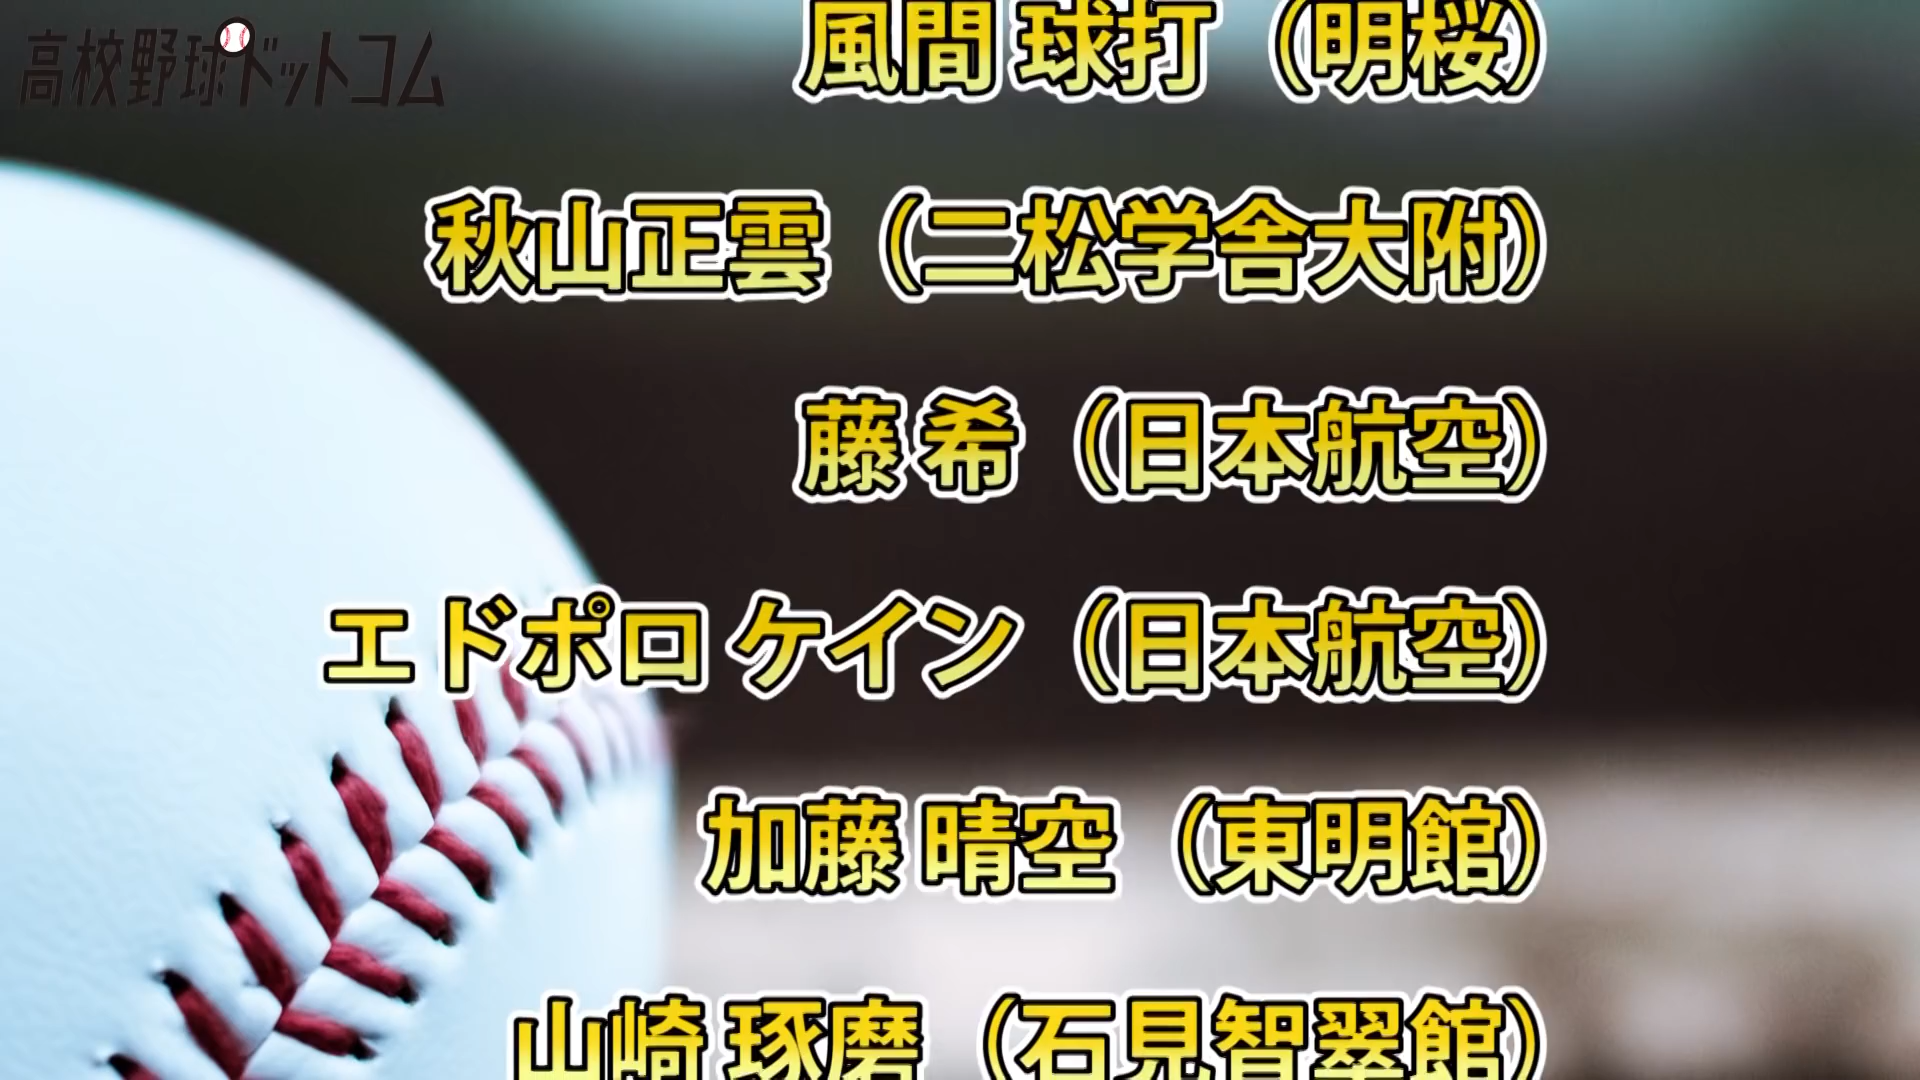 高校野球ドットコム
風間 球打（明桜）
秋山正雲（二松学舎大附）
藤 希（日本航空）
エドポロ ケイン（日本航空）
加藤 晴空（東明館）
山崎 琢磨（石見智翠館）